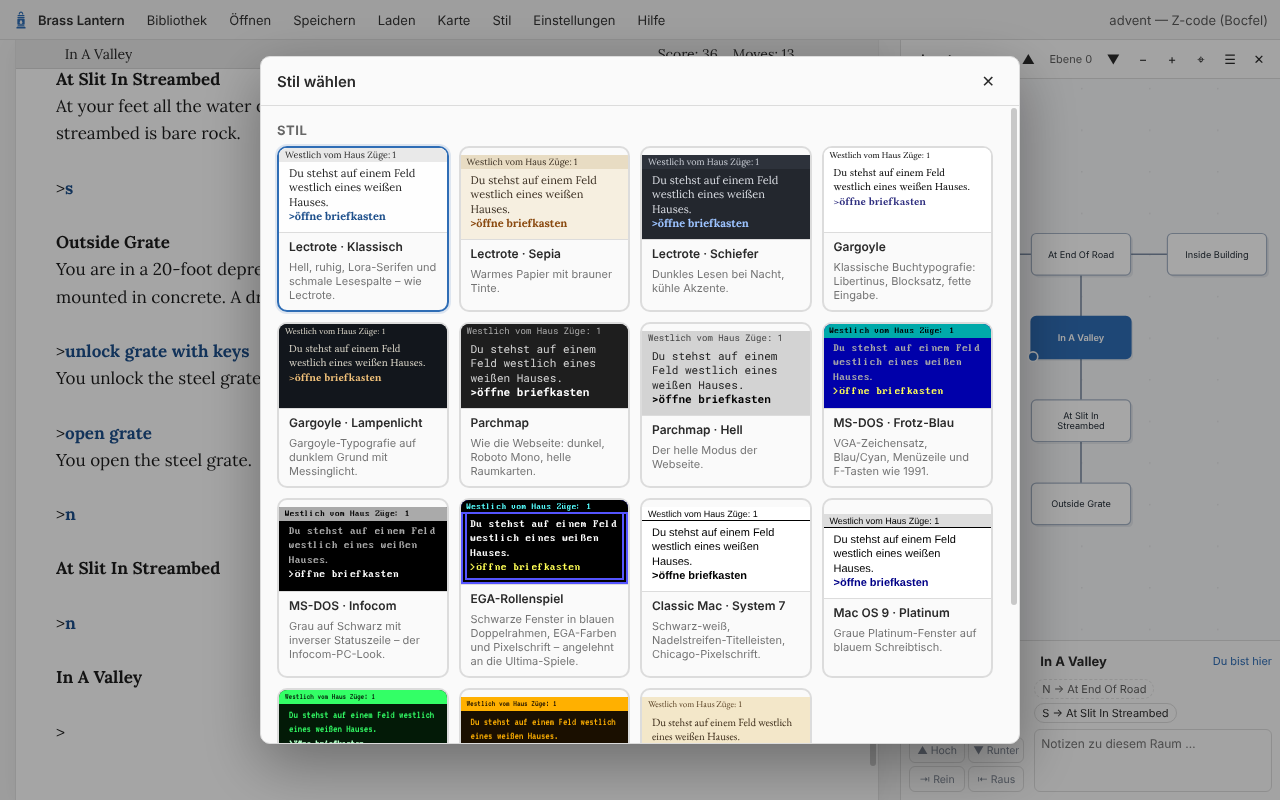 Brass Lantern Bibliothek Öffnen Speichern Laden Karte Stil Einstellungen Hilfe advent — Z-code (Bocfel)
In A Valley Score: 36 Moves: 13
At Slit In Streambed
At your feet all the water
streambed is bare rock.
>s
Outside Grate
You are in a 20-foot
mounted in concrete. A
>unlock grate with keys
You unlock the steel grate
>open grate
You open the steel grate.
>n
At Slit In Streambed
>n
In A Valley
>
Stil wählen ✕
STIL
Westlich vom Haus Züge: 1
Du stehst auf einem Feld
westlich eines weißen
Hauses.
>öffne briefkasten
Lectrote · Klassisch
Hell, ruhig, Lora-Serifen und
schmale Lesespalte – wie
Lectrote.
Westlich vom Haus Züge: 1
Du stehst auf einem Feld
westlich eines weißen
Hauses.
>öffne briefkasten
Lectrote · Sepia
Warmes Papier mit brauner
Tinte.
Westlich vom Haus Züge: 1
Du stehst auf einem Feld
westlich eines weißen
Hauses.
>öffne briefkasten
Lectrote · Schiefer
Dunkles Lesen bei Nacht,
kühle Akzente.
Westlich vom Haus Züge: 1
Du stehst auf einem Feld
westlich eines weißen Hauses.
>öffne briefkasten
Gargoyle
Klassische Buchtypografie:
Libertinus, Blocksatz, fette
Eingabe.
Westlich vom Haus Züge: 1
Du stehst auf einem Feld
westlich eines weißen Hauses.
>öffne briefkasten
Gargoyle · Lampenlicht
Gargoyle-Typografie auf
dunklem Grund mit
Messinglicht.
Westlich vom Haus Züge: 1
Du stehst auf einem
Feld westlich eines
weißen Hauses.
>öffne briefkasten
Parchmap
Wie die Webseite: dunkel,
Roboto Mono, helle
Raumkarten.
Westlich vom Haus Züge: 1
Du stehst auf einem
Feld westlich eines
weißen Hauses.
>öffne briefkasten
Parchmap · Hell
Der helle Modus der
Webseite.
Westlich vom Haus Züge: 1
Du stehst auf einem Feld
westlich eines weißen
Hauses.
>öffne briefkasten
MS-DOS · Frotz-Blau
VGA-Zeichensatz,
Blau/Cyan, Menüzeile und
F-Tasten wie 1991.
Westlich vom Haus Züge: 1
Du stehst auf einem Feld
westlich eines weißen
Hauses.
>öffne briefkasten
MS-DOS · Infocom
Grau auf Schwarz mit
inverser Statuszeile – der
Infocom-PC-Look.
Westlich vom Haus Züge: 1
Du stehst auf einem Feld
westlich eines weißen
Hauses.
>öffne briefkasten
EGA-Rollenspiel
Schwarze Fenster in blauen
Doppelrahmen, EGA-Farben
und Pixelschrift – angelehnt
an die Ultima-Spiele.
Westlich vom Haus Züge: 1
Du stehst auf einem Feld
westlich eines weißen
Hauses.
>öffne briefkasten
Classic Mac · System 7
Schwarz-weiß,
Nadelstreifen-Titelleisten,
Chicago-Pixelschrift.
Westlich vom Haus Züge: 1
Du stehst auf einem Feld
westlich eines weißen
Hauses.
>öffne briefkasten
Mac OS 9 · Platinum
Graue Platinum-Fenster auf
blauem Schreibtisch.
Westlich vom Haus Züge: 1
Du stehst auf einem Feld westlich
eines weißen Hauses.
Westlich vom Haus Züge: 1
Du stehst auf einem Feld westlich
eines weißen Hauses.
Westlich vom Haus Züge: 1
Du stehst auf einem Feld westlich
eines weißen Hauses.
▲ Ebene 0 ▼ − + ⌖ ☰ ✕
At End Of Road
Inside Building
In A Valley
At Slit In
Streambed
Outside Grate
In A Valley Du bist hier
N → At End Of Road
S → At Slit In Streambed
Notizen zu diesem Raum ...
▲ Hoch ▼ Runter
⇥ Rein ⇤ Raus